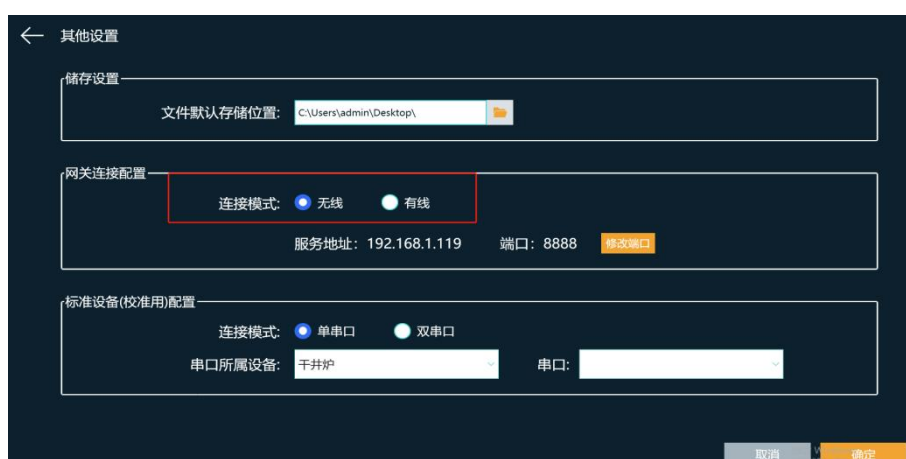 其他设置
储存设置
文件默认存储位置: C:\Users\admin\Desktop\
网关连接配置
连接模式: 无线 有线
服务地址: 192.168.1.119 端口: 8888 修改端口
标准设备(校准用)配置
连接模式: 单串口 双串口
串口所属设备: 干井炉 串口:
取消 确定